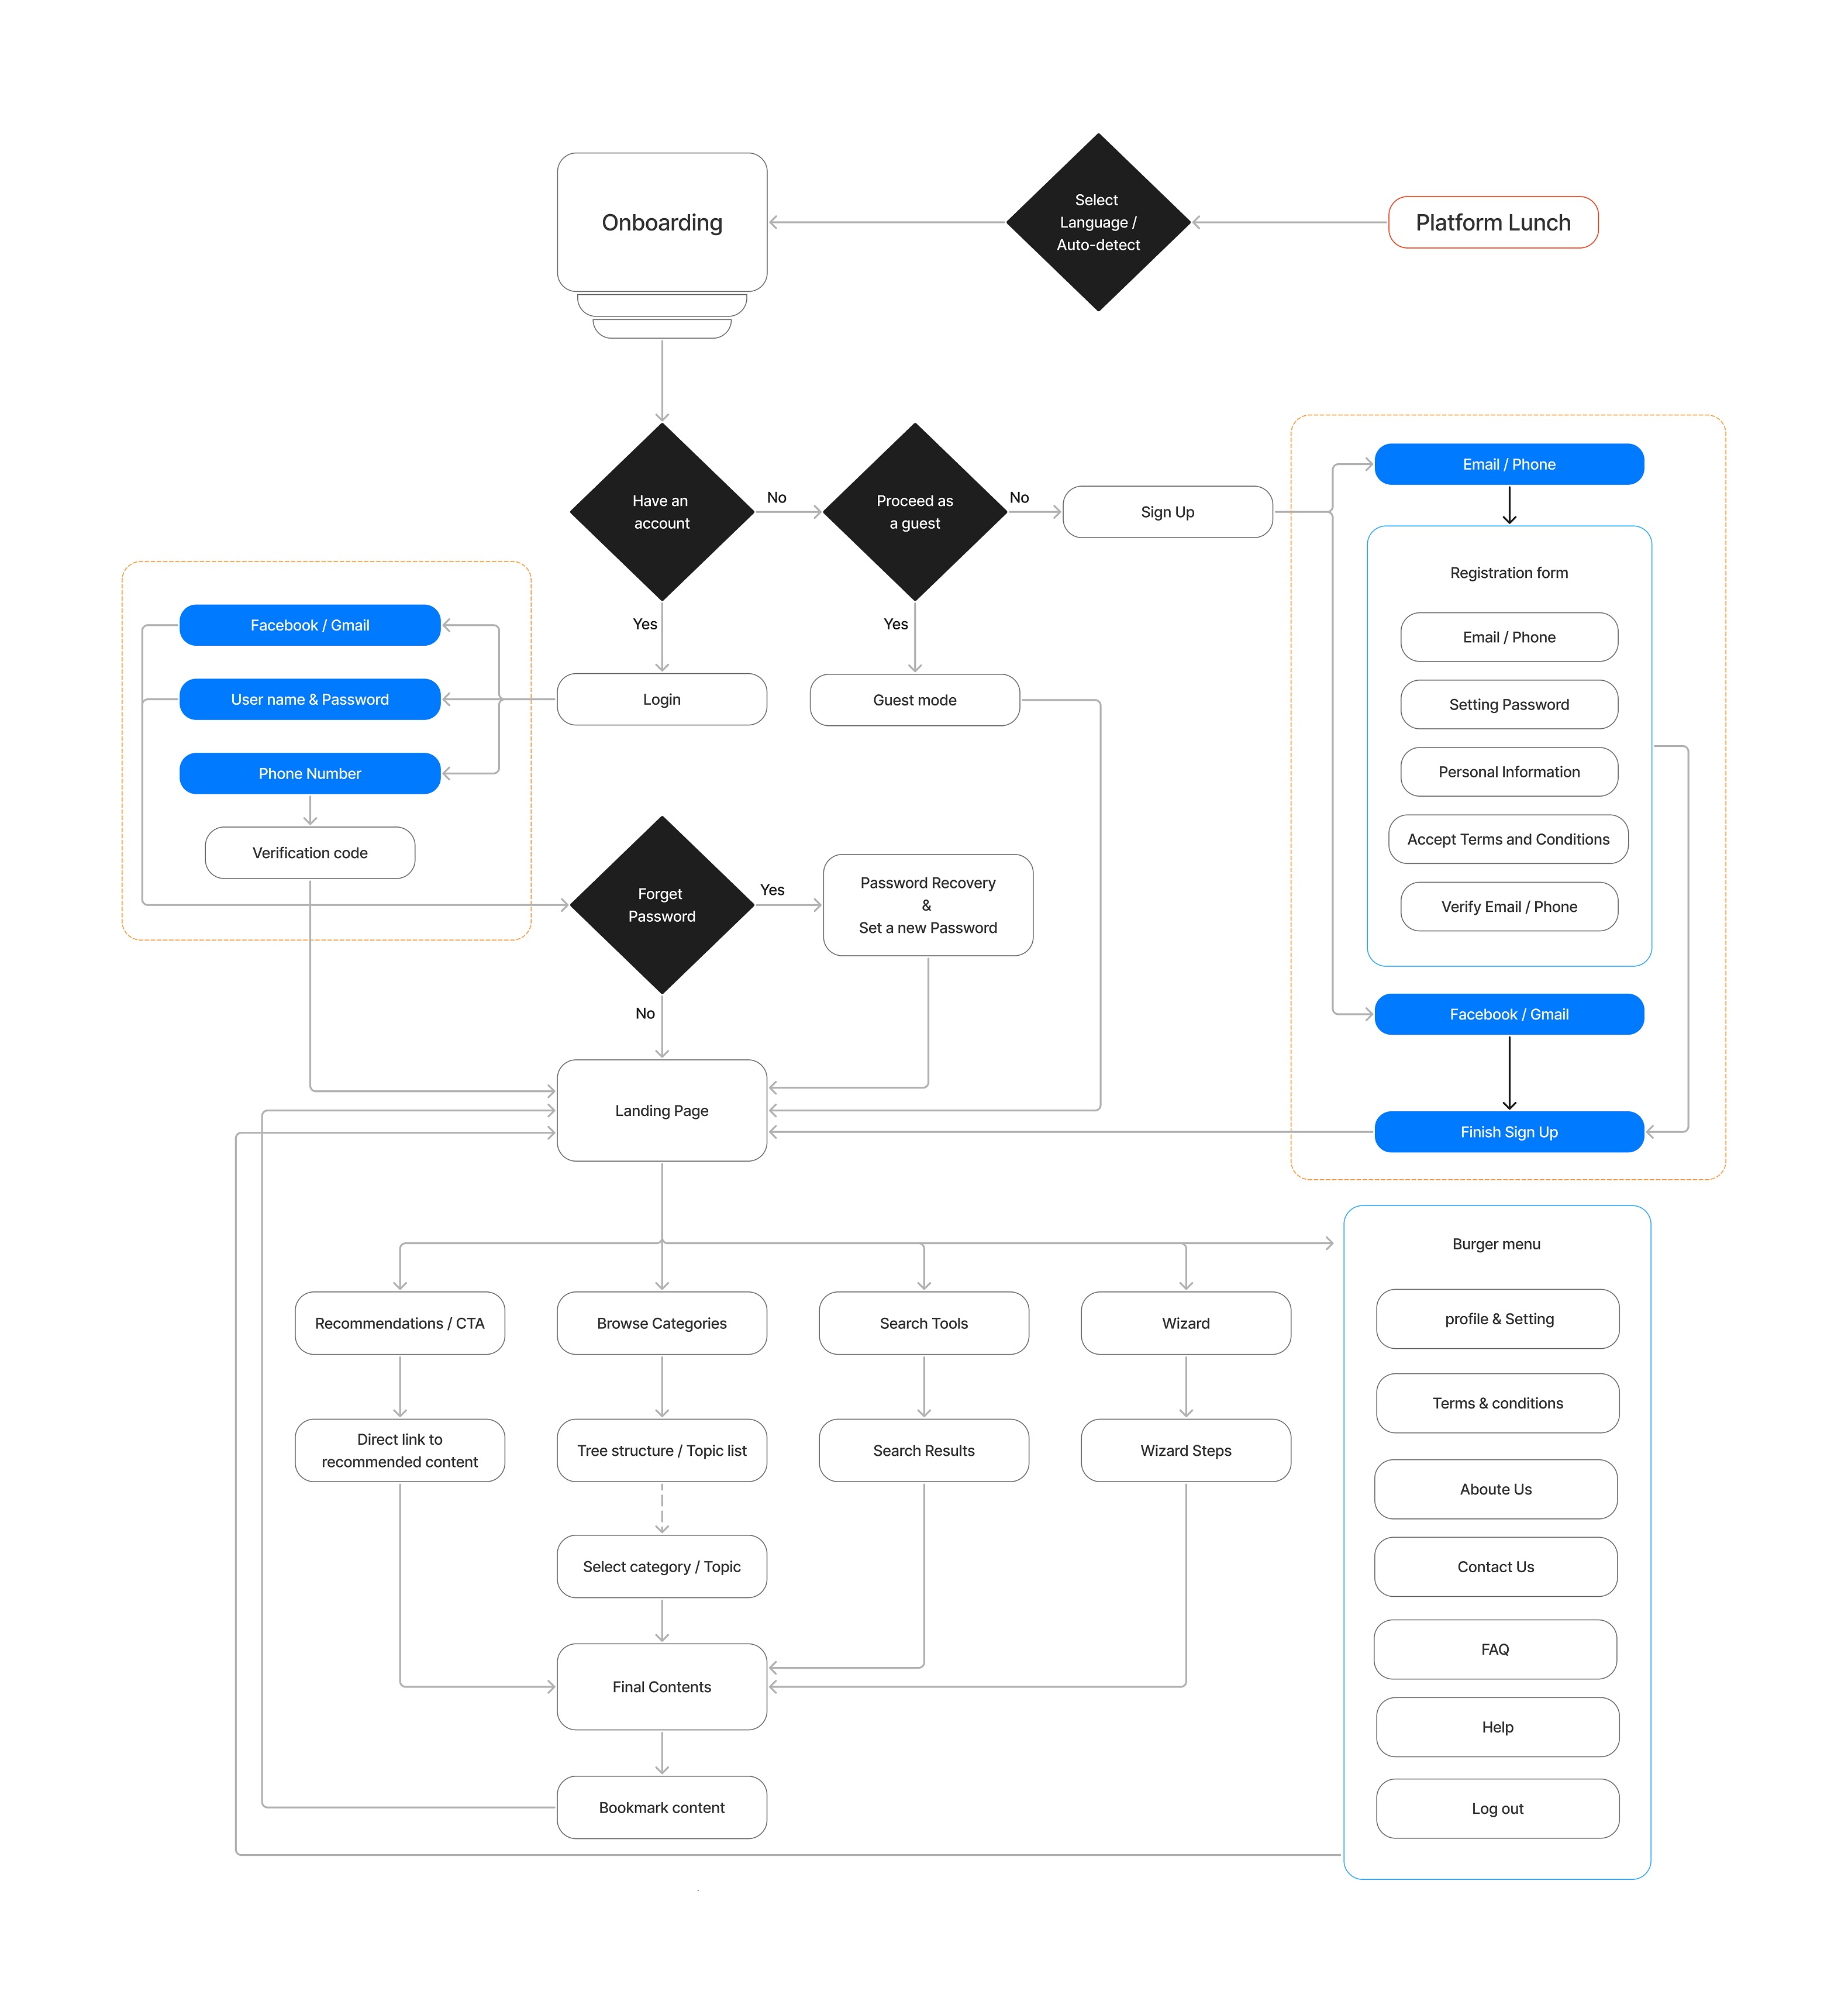 Onboarding
Select
Language /
Auto-detect
Platform Lunch
Have an
account
No
Proceed as
a guest
No
Sign Up
Email / Phone
Registration form
Email / Phone
Setting Password
Personal Information
Accept Terms and Conditions
Verify Email / Phone
Facebook / Gmail
Finish Sign Up
Yes
Yes
Facebook / Gmail
User name & Password
Phone Number
Verification code
Login
Guest mode
Forget
Password
Yes
Password Recovery
&
Set a new Password
No
Landing Page
Recommendations / CTA
Browse Categories
Search Tools
Wizard
Direct link to
recommended content
Tree structure / Topic list
Search Results
Wizard Steps
Select category / Topic
Final Contents
Bookmark content
Burger menu
profile & Setting
Terms & conditions
Aboute Us
Contact Us
FAQ
Help
Log out